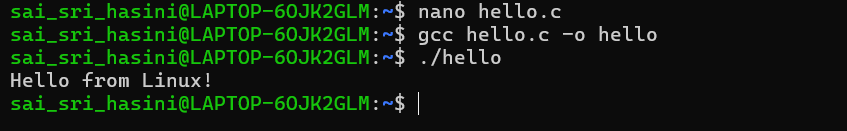 sai_sri_hasini@LAPTOP-6OJK2GLM:~$ nano hello.c
sai_sri_hasini@LAPTOP-6OJK2GLM:~$ gcc hello.c -o hello
sai_sri_hasini@LAPTOP-6OJK2GLM:~$ ./hello
Hello from Linux!
sai_sri_hasini@LAPTOP-6OJK2GLM:~$